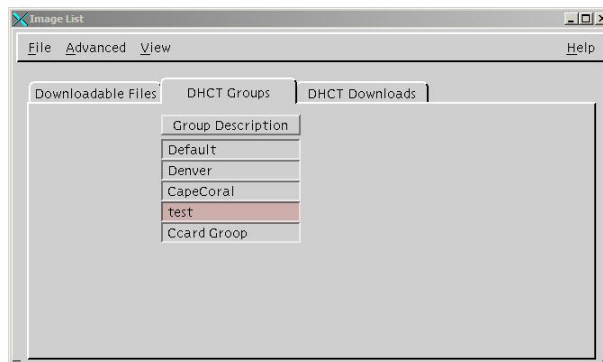 Image List
File Advanced View Help
Downloadable Files DHCT Groups DHCT Downloads
Group Description
Default
Denver
CapeCoral
test
Ccard Groop